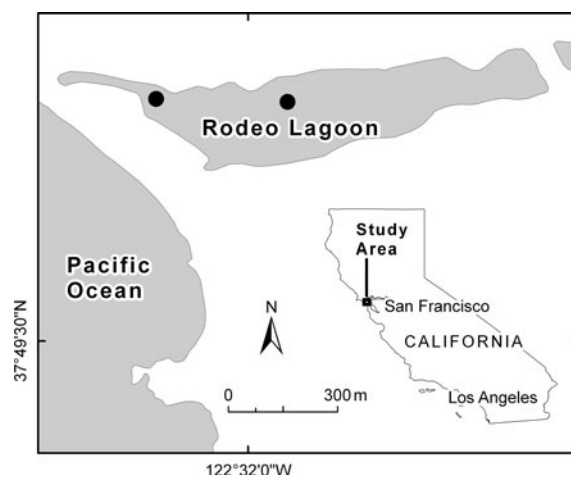 Rodeo Lagoon
Study
Area
Pacific
Ocean
San Francisco
N
CALIFORNIA
37°49'30"N
0
300 m
Los Angeles
122°32'0"W